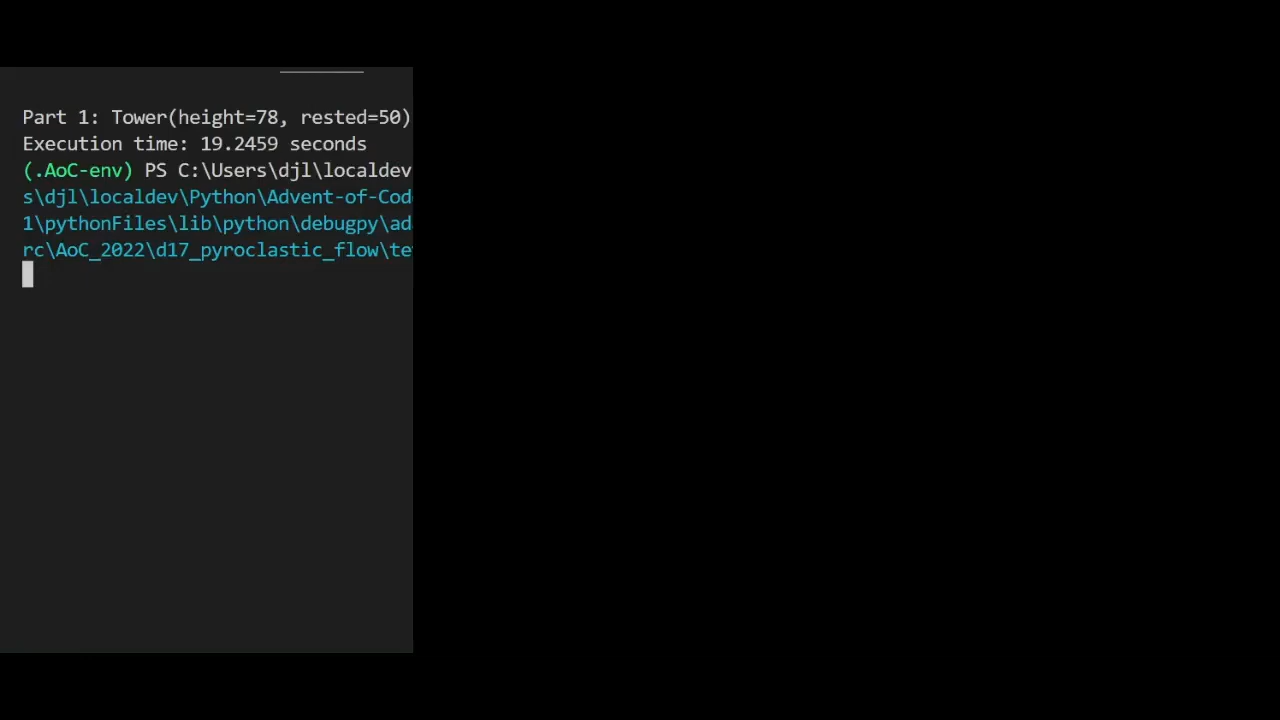 Part 1: Tower(height=78, rested=50)
Execution time: 19.2459 seconds
(.AoC-env) PS C:\Users\djl\localdev
s\djl\localdev\Python\Advent-of-Cod
1\pythonFiles\lib\python\debugpy\ad
rc\AoC_2022\d17_pyroclastic_flow\te